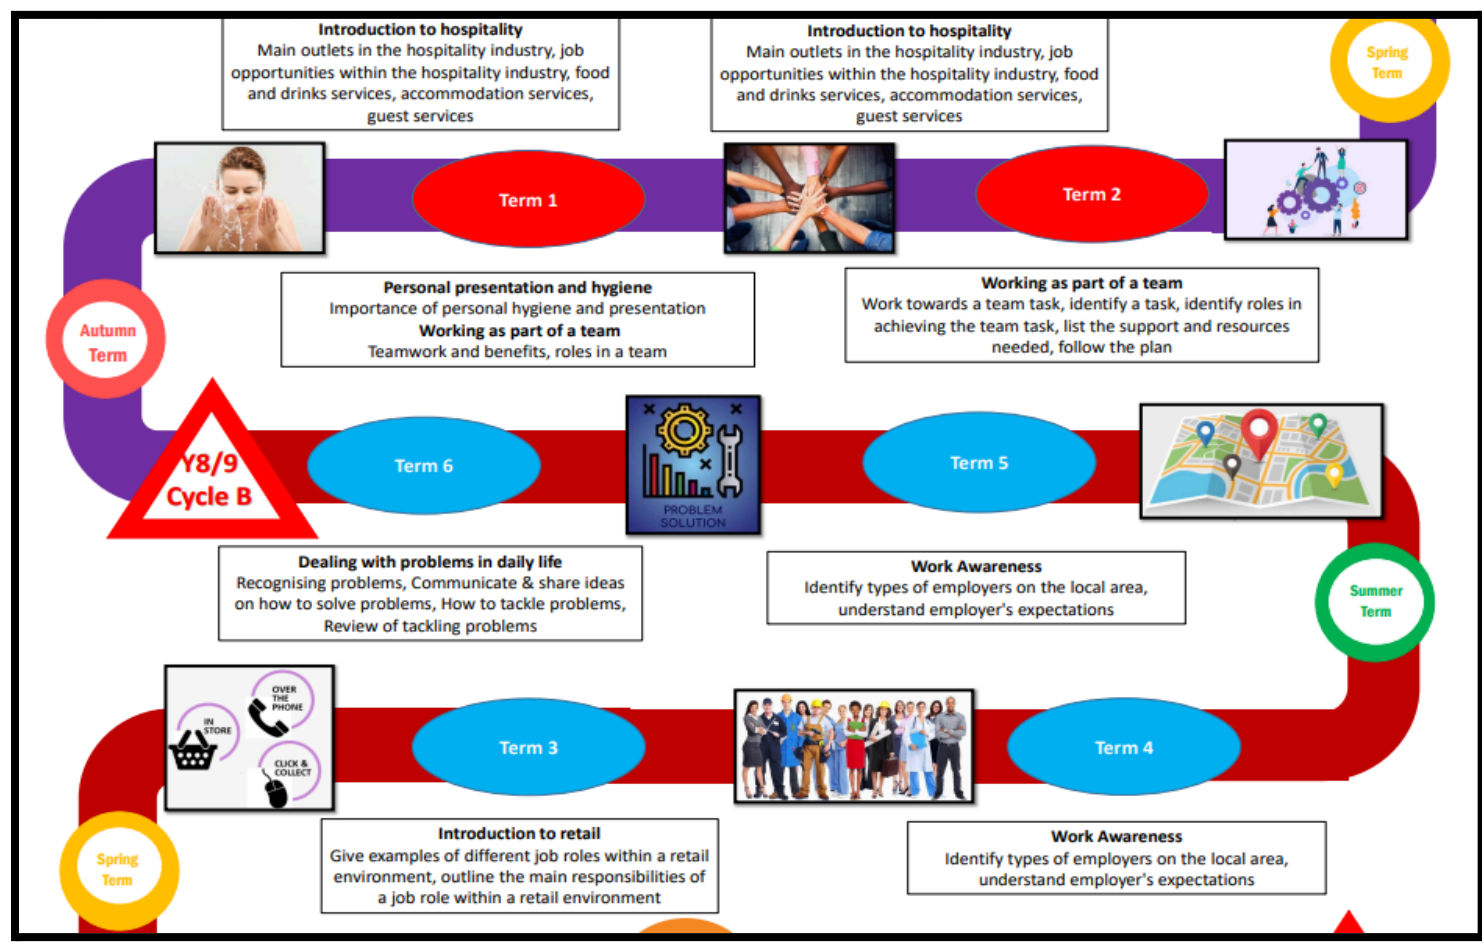 Introduction to hospitality
Main outlets in the hospitality industry, job
opportunities within the hospitality industry, food
and drinks services, accommodation services,
guest services
Introduction to hospitality
Main outlets in the hospitality industry, job
opportunities within the hospitality industry, food
and drinks services, accommodation services,
guest services
Spring
Term
Term 1
Term 2
Personal presentation and hygiene
Importance of personal hygiene and presentation
Working as part of a team
Teamwork and benefits, roles in a team
Working as part of a team
Work towards a team task, identify a task, identify roles in
achieving the team task, list the support and resources
needed, follow the plan
Autumn
Term
Y8/9
Cycle B
Term 6
PROBLEM
SOLUTION
Term 5
Dealing with problems in daily life
Recognising problems, Communicate & share ideas
on how to solve problems, How to tackle problems,
Review of tackling problems
Work Awareness
Identify types of employers on the local area,
understand employer's expectations
Summer
Term
OVER
THE
PHONE
IN
STORE
CLICK &
COLLECT
Term 3
Term 4
Introduction to retail
Give examples of different job roles within a retail
environment, outline the main responsibilities of
a job role within a retail environment
Work Awareness
Identify types of employers on the local area,
understand employer's expectations
Spring
Term